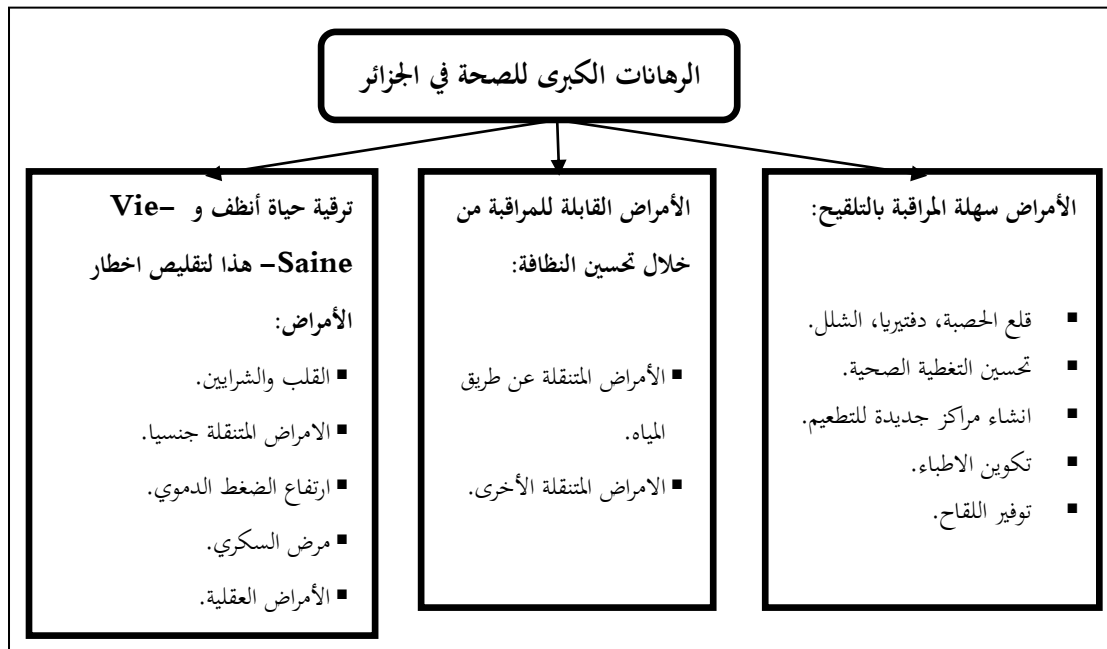 الرهانات الكبرى للصحة في الجزائر
الأمراض سهلة المراقبة بالتلقيح:
▪ قلع الحصبة، دفتيريا، الشلل.
▪ تحسين التغطية الصحية.
▪ انشاء مراكز جديدة للتطعيم.
▪ تكوين الاطباء.
▪ توفير اللقاح.
الأمراض القابلة للمراقبة من
خلال تحسين النظافة:
▪ الأمراض المتنقلة عن طريق
المياه.
▪ الامراض المتنقلة الأخرى.
ترقية حياة أنظف و –Vie
Saine– هذا لتقليص اخطار
الأمراض:
▪ القلب والشرايين.
▪ الامراض المتنقلة جنسيا.
▪ ارتفاع الضغط الدموي.
▪ مرض السكري.
▪ الأمراض العقلية.